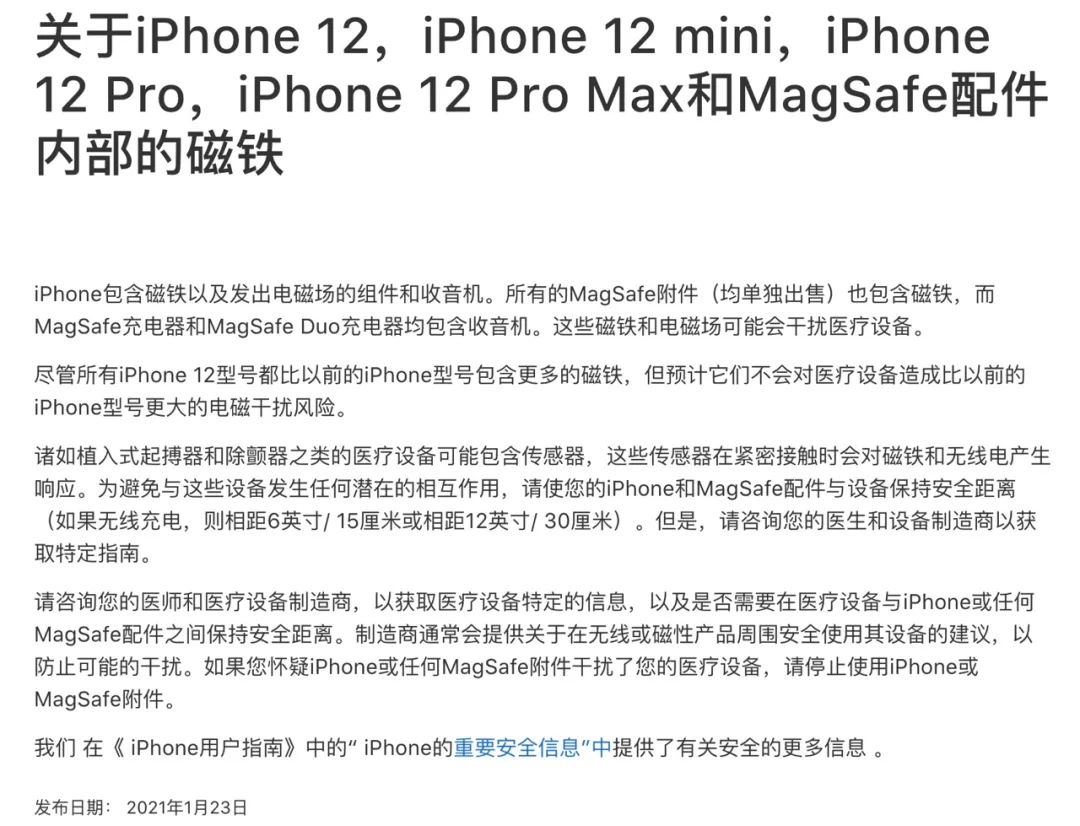 关于iPhone 12，iPhone 12 mini，iPhone
12 Pro，iPhone 12 Pro Max和MagSafe配件
内部的磁铁
iPhone包含磁铁以及发出电磁场的组件和收音机。所有的MagSafe附件（均单独出售）也包含磁铁，而
MagSafe充电器和MagSafe Duo充电器均包含收音机。这些磁铁和电磁场可能会干扰医疗设备。
尽管所有iPhone 12型号都比以前的iPhone型号包含更多的磁铁，但预计它们不会对医疗设备造成比以前的
iPhone型号更大的电磁干扰风险。
诸如植入式起搏器和除颤器之类的医疗设备可能包含传感器，这些传感器在紧密接触时会对磁铁和无线电产生
响应。为避免与这些设备发生任何潜在的相互作用，请使您的iPhone和MagSafe配件与设备保持安全距离
（如果无线充电，则相距6英寸/ 15厘米或相距12英寸/ 30厘米）。但是，请咨询您的医生和设备制造商以获
取特定指南。
请咨询您的医师和医疗设备制造商，以获取医疗设备特定的信息，以及是否需要在医疗设备与iPhone或任何
MagSafe配件之间保持安全距离。制造商通常会提供关于在无线或磁性产品周围安全使用其设备的建议，以
防止可能的干扰。如果您怀疑iPhone或任何MagSafe附件干扰了您的医疗设备，请停止使用iPhone或
MagSafe附件。
我们 在《 iPhone用户指南》中的“ iPhone的重要安全信息”中提供了有关安全的更多信息 。
发布日期： 2021年1月23日